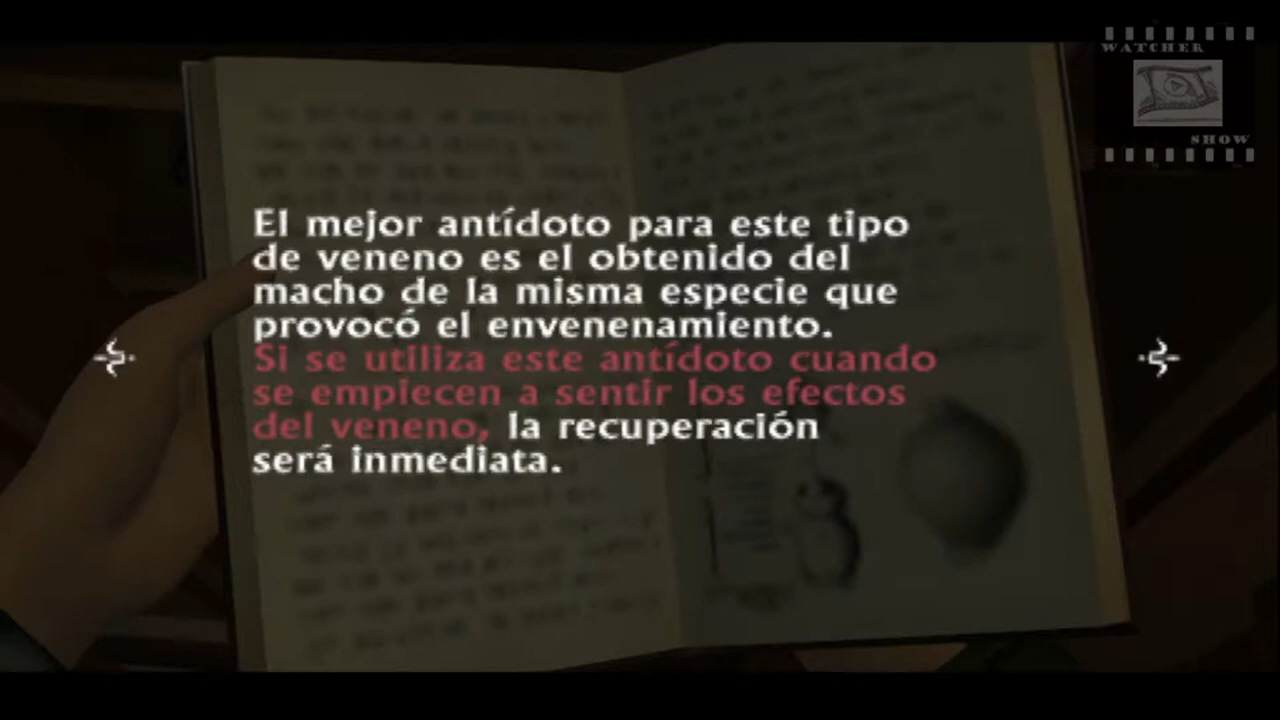 WATCHER
SHOW
El mejor antídoto para este tipo
de veneno es el obtenido del
macho de la misma especie que
provocó el envenenamiento.
Si se utiliza este antídoto cuando
se empiecen a sentir los efectos
del veneno, la recuperación
será inmediata.